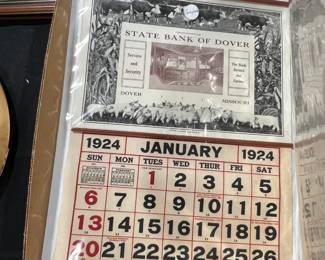 STATE BANK OF DOVER
Service
and
Security
The Bank
Behind
the
Farmer
DOVER
MISSOURI
1924 JANUARY 1924
SUN MON TUES WED THUR FRI SAT
1 2 3 4 5
6 7 8 9 10 11 12
13 14 15 16 17 18 19
20 21 22 23 24 25 26